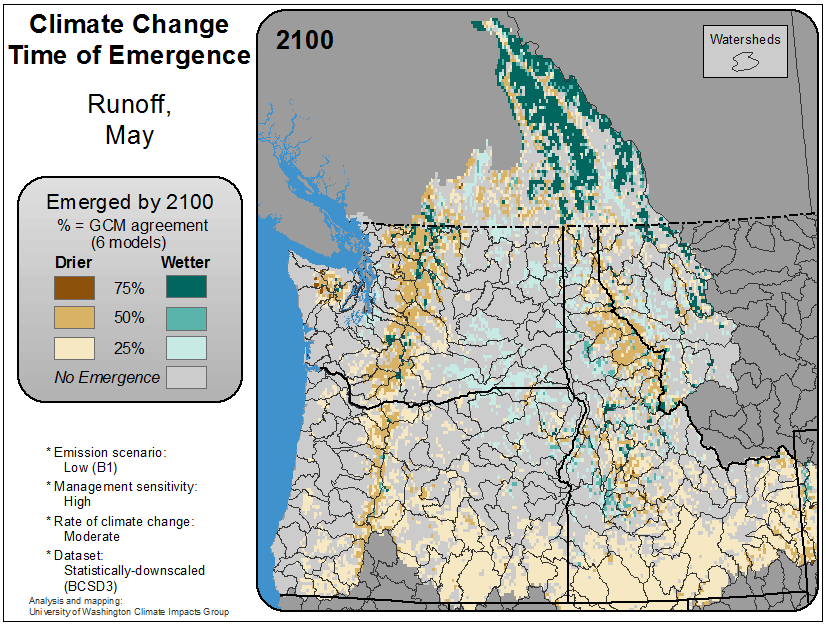 Climate Change
Time of Emergence
Runoff,
May
Emerged by 2100
% = GCM agreement
(6 models)
Drier Wetter
75%
50%
25%
No Emergence
* Emission scenario:
Low (B1)
* Management sensitivity:
High
* Rate of climate change:
Moderate
* Dataset:
Statistically-downscaled
(BCSD3)
Analysis and mapping:
University of Washington Climate Impacts Group
2100
Watersheds